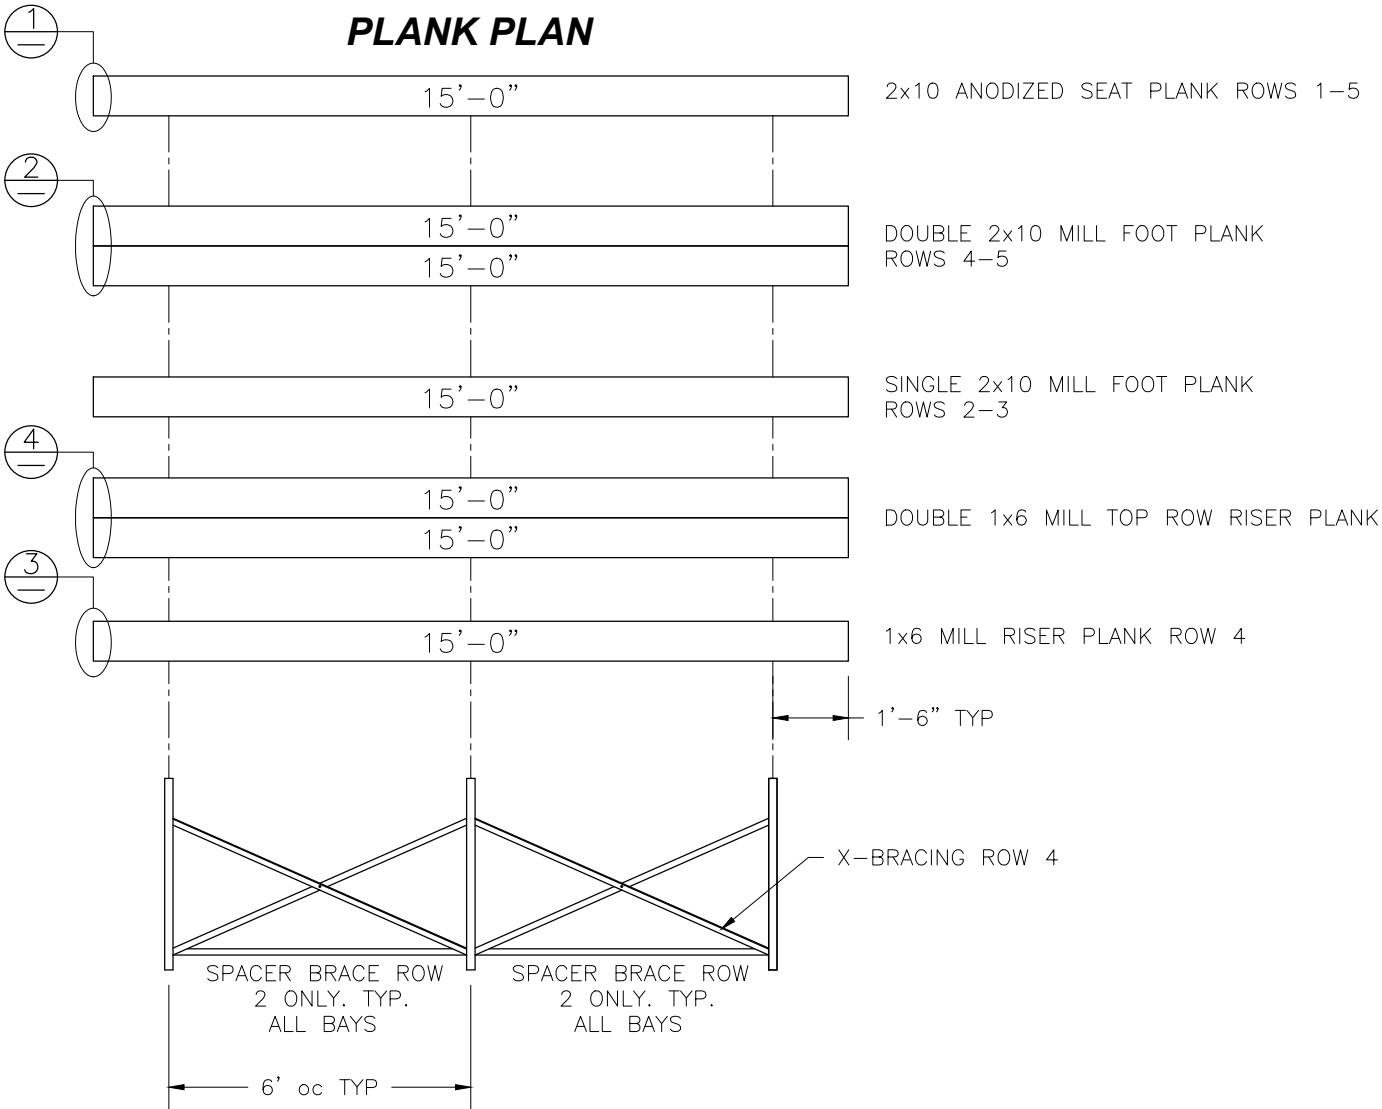 1
PLANK PLAN
15'-0"
2x10 ANODIZED SEAT PLANK ROWS 1-5
2
15'-0"
15'-0"
DOUBLE 2x10 MILL FOOT PLANK
ROWS 4-5
15'-0"
SINGLE 2x10 MILL FOOT PLANK
ROWS 2-3
4
15'-0"
15'-0"
DOUBLE 1x6 MILL TOP ROW RISER PLANK
3
15'-0"
1x6 MILL RISER PLANK ROW 4
1'-6" TYP
X-BRACING ROW 4
SPACER BRACE ROW
2 ONLY. TYP.
ALL BAYS
SPACER BRACE ROW
2 ONLY. TYP.
ALL BAYS
6' oc TYP